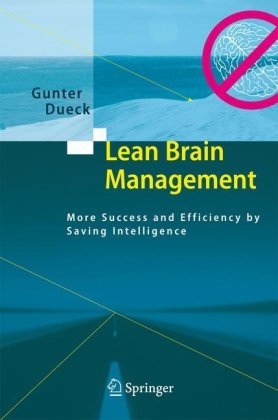 Gunter
Dueck
Lean Brain
Management
More Success and Efficiency by
Saving Intelligence
Springer